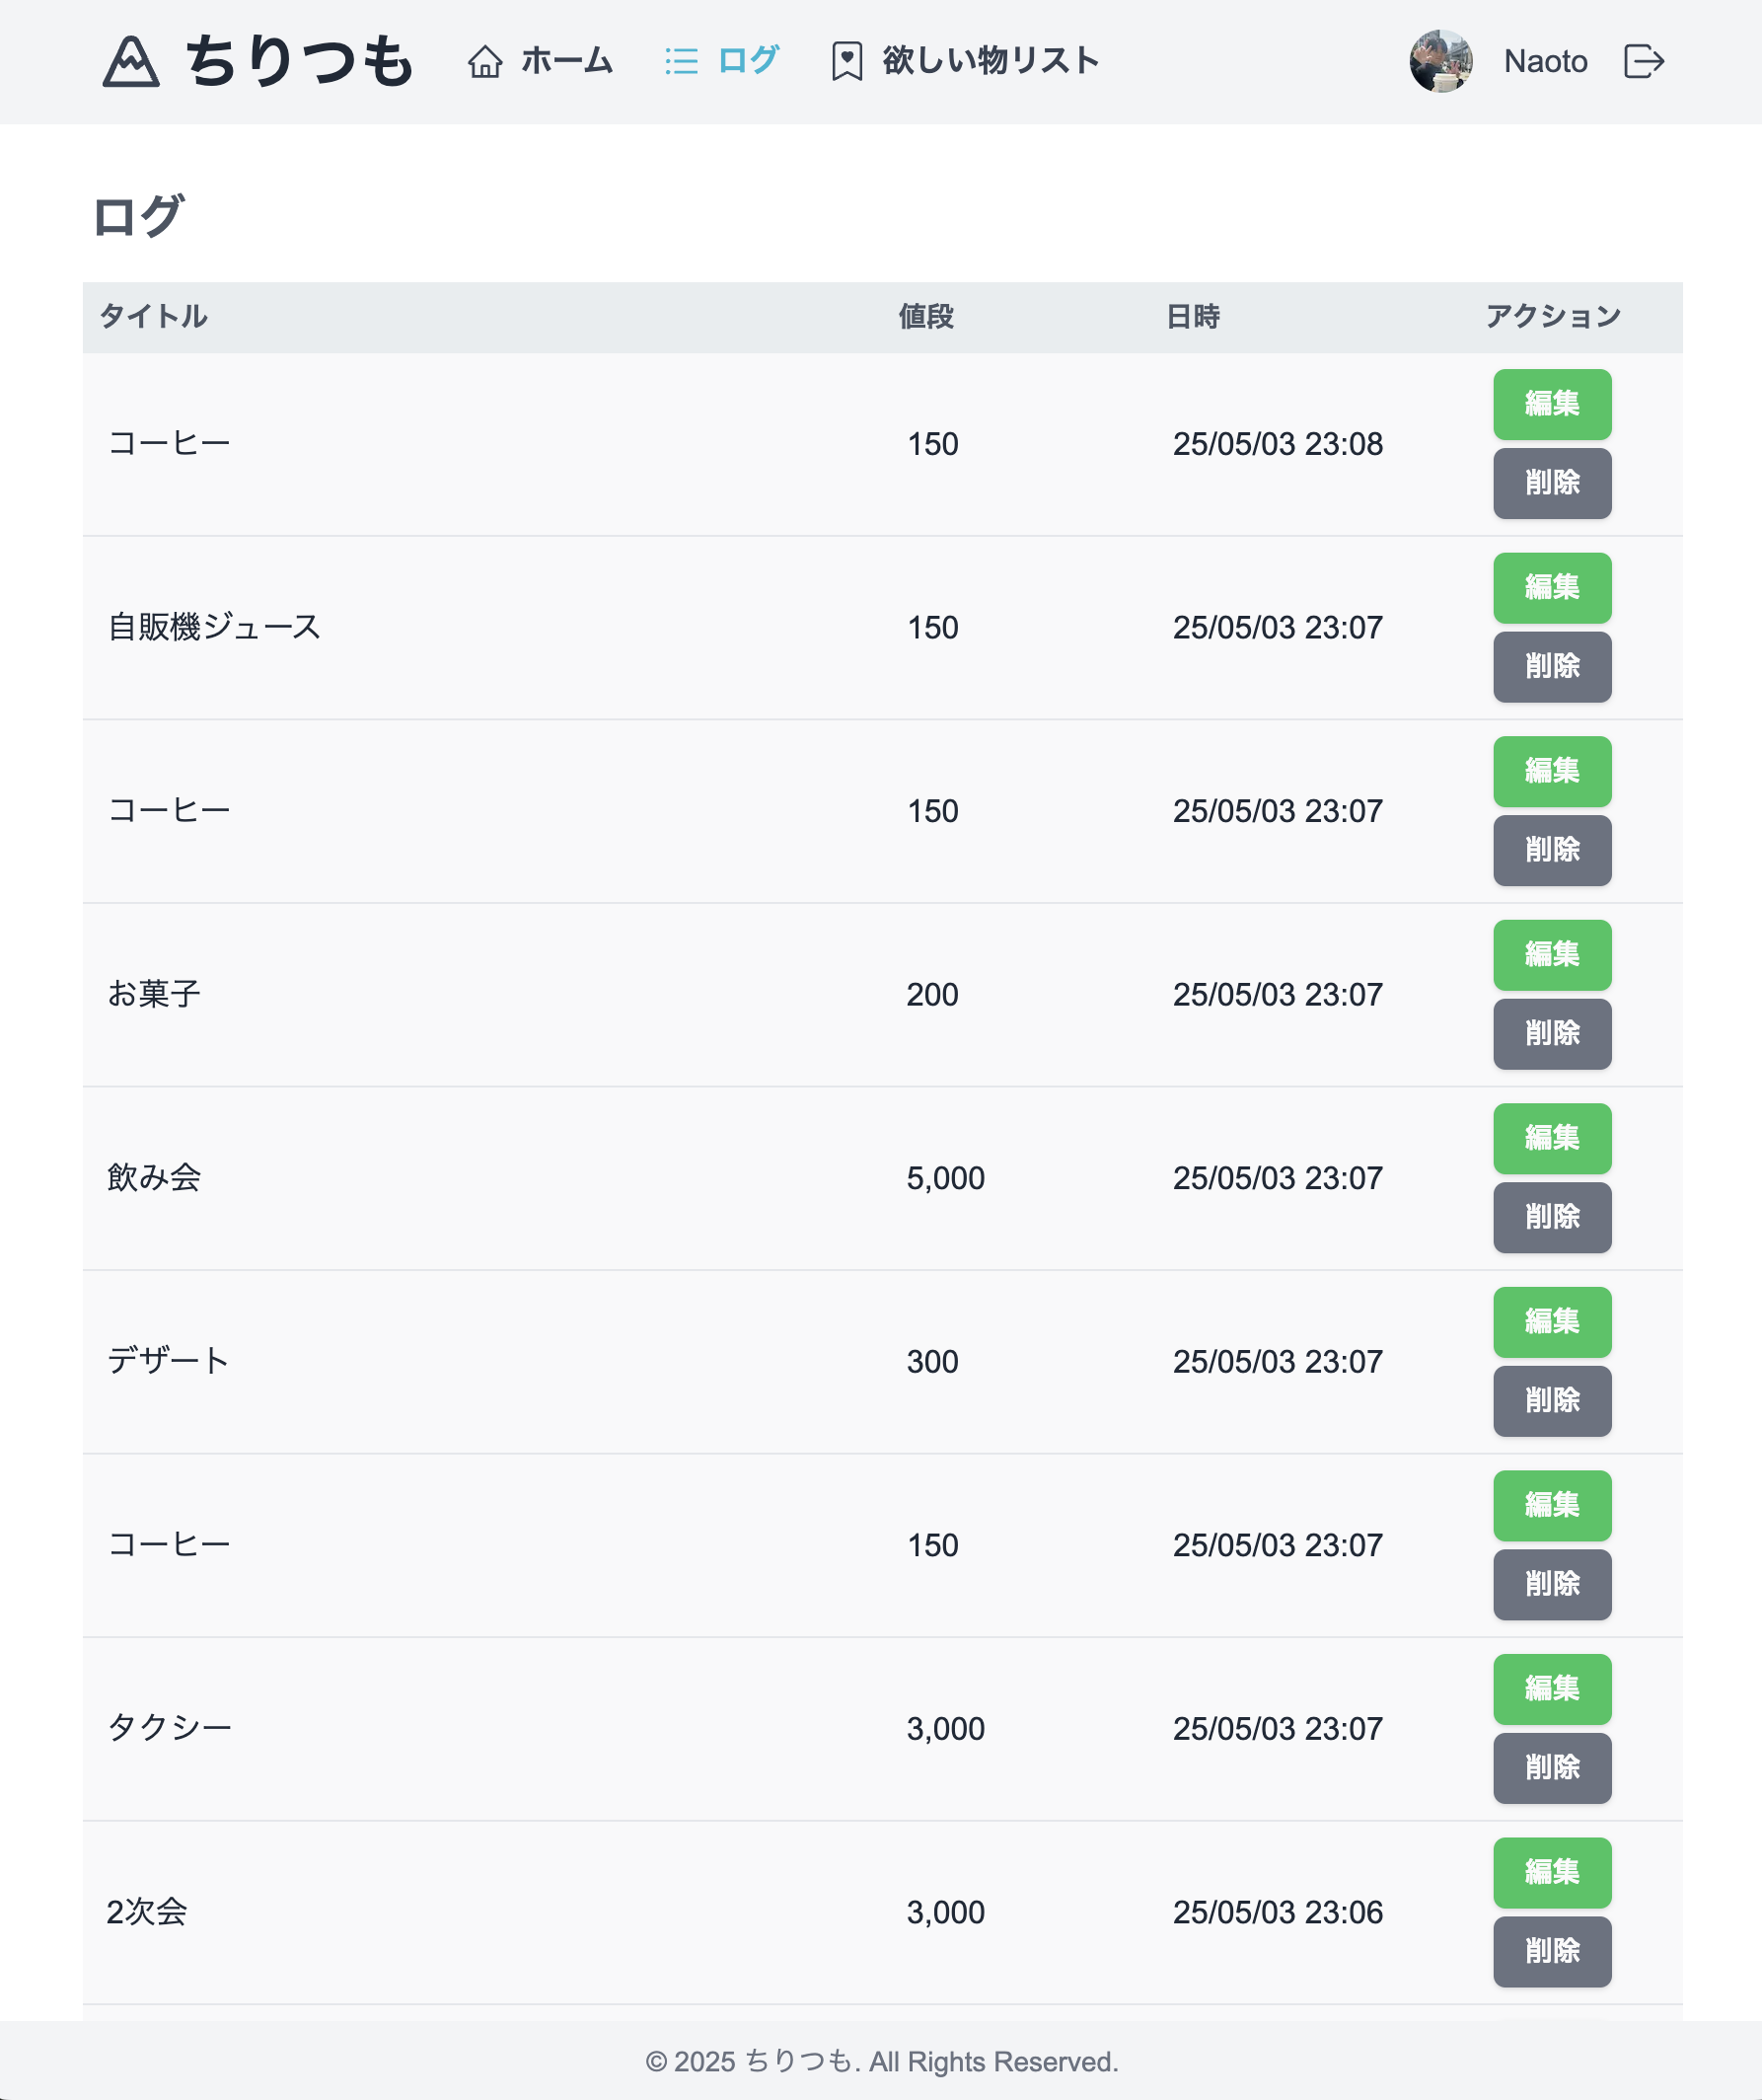 ちりつも ホーム ログ 欲しい物リスト Naoto
ログ
タイトル 値段 日時 アクション
コーヒー 150 25/05/03 23:08 編集 削除
自販機ジュース 150 25/05/03 23:07 編集 削除
コーヒー 150 25/05/03 23:07 編集 削除
お菓子 200 25/05/03 23:07 編集 削除
飲み会 5,000 25/05/03 23:07 編集 削除
デザート 300 25/05/03 23:07 編集 削除
コーヒー 150 25/05/03 23:07 編集 削除
タクシー 3,000 25/05/03 23:07 編集 削除
2次会 3,000 25/05/03 23:06 編集 削除
© 2025 ちりつも. All Rights Reserved.